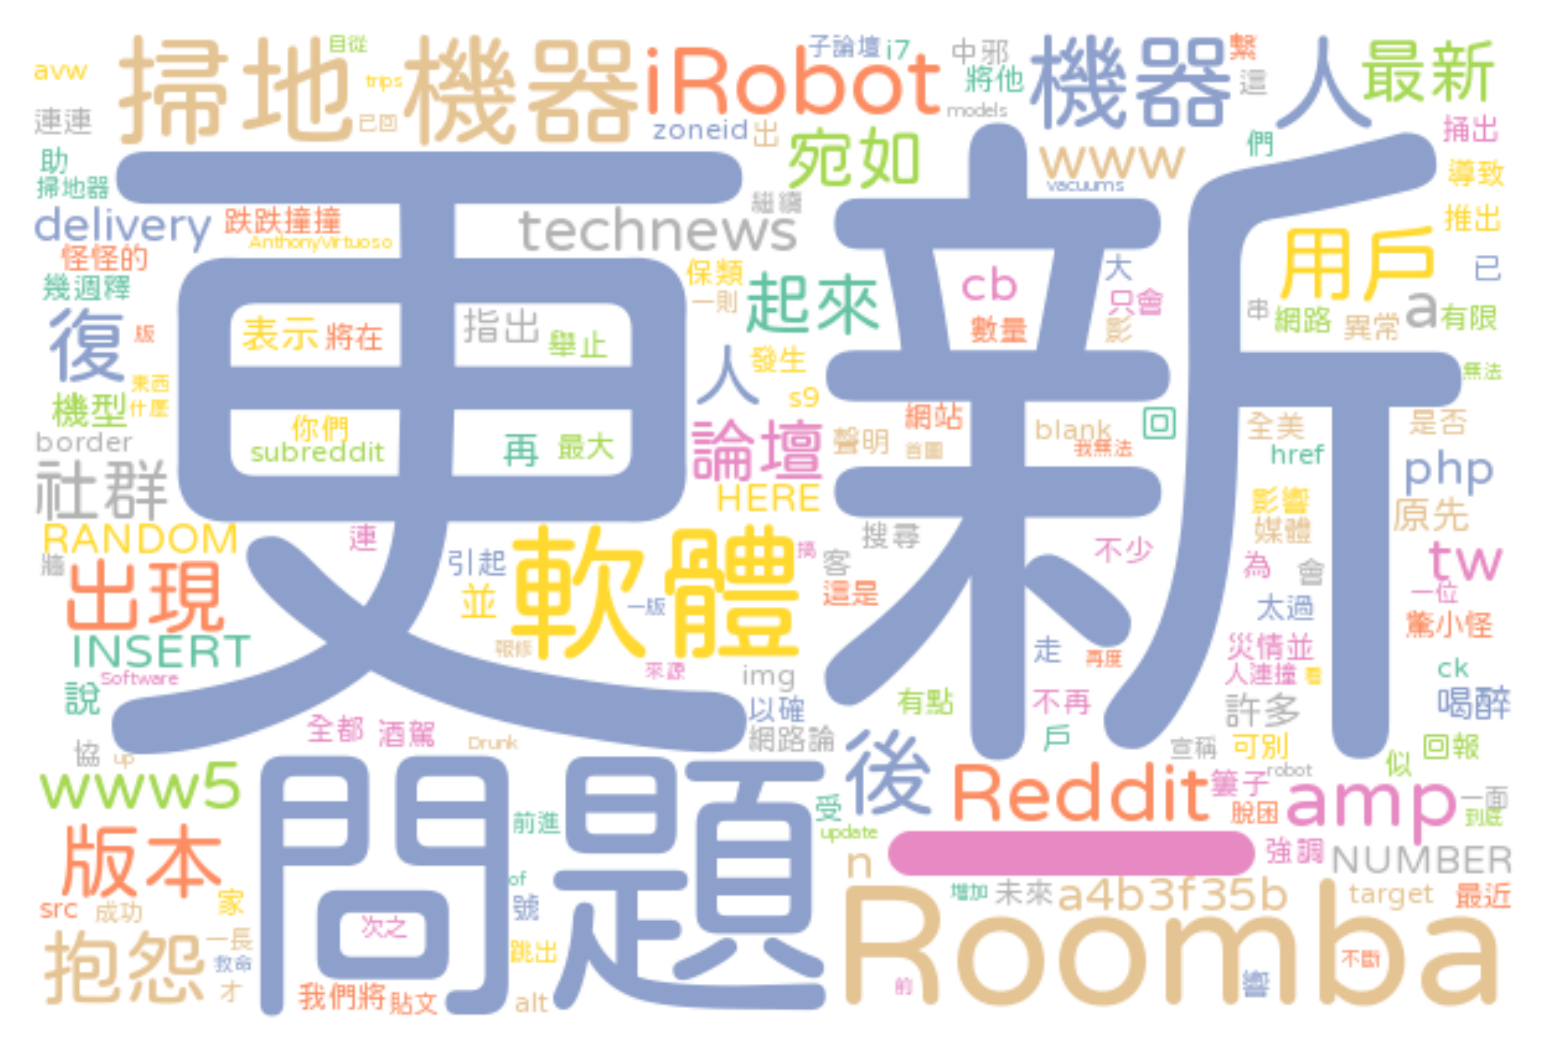 目從
子論壇
i7
中邪
繫
avw
掃地機器
trips
iRobot
將他
機器人
這
最新
連連
已回
zoneid
出
models
宛如
www
們
捅出
助
掃地器
vacuums
導致
delivery
跌跌撞撞
AnthonyVirtuoso
technews
繼續
更新
用戶
推出
怪怪的
幾週釋
保類
一則
起來
cb
大
只會
已
復
版
表示
將在
指出
舉止
數量
影
串
網路
異常
a
有限
東西
什麼
人
發生
s9
無法
機型
border
你們
subreddit
再
最大
論壇
網站
聲明
首圖
blank
回
我無法
全美
是否
href
社群
HERE
php
影響
原先
媒體
RANDOM
連
牆
引起
軟體
搞
客
搜尋
不少
為
會
tw
出現
並
一版
這是
太過
一位
驚小怪
INSERT
報修
來源
走
再度
災情並
人連撞
看
Software
說
img
ck
以確
有點
不再
許多
喝醉
全都
酒駕
Drunk
網路論
戶
宣稱
可別
回報
協
up
後
似
robot
www5
問題
Reddit
簍子
amp
一面
前進
受
脫困
到底
update
版本
n
強調
NUMBER
of
src
成功
家
號
Roomba
增加
未來
a4b3f35b
target
最近
抱怨
一長
次之
跳出
救命
才
不斷
我們將
貼文
alt
前
響